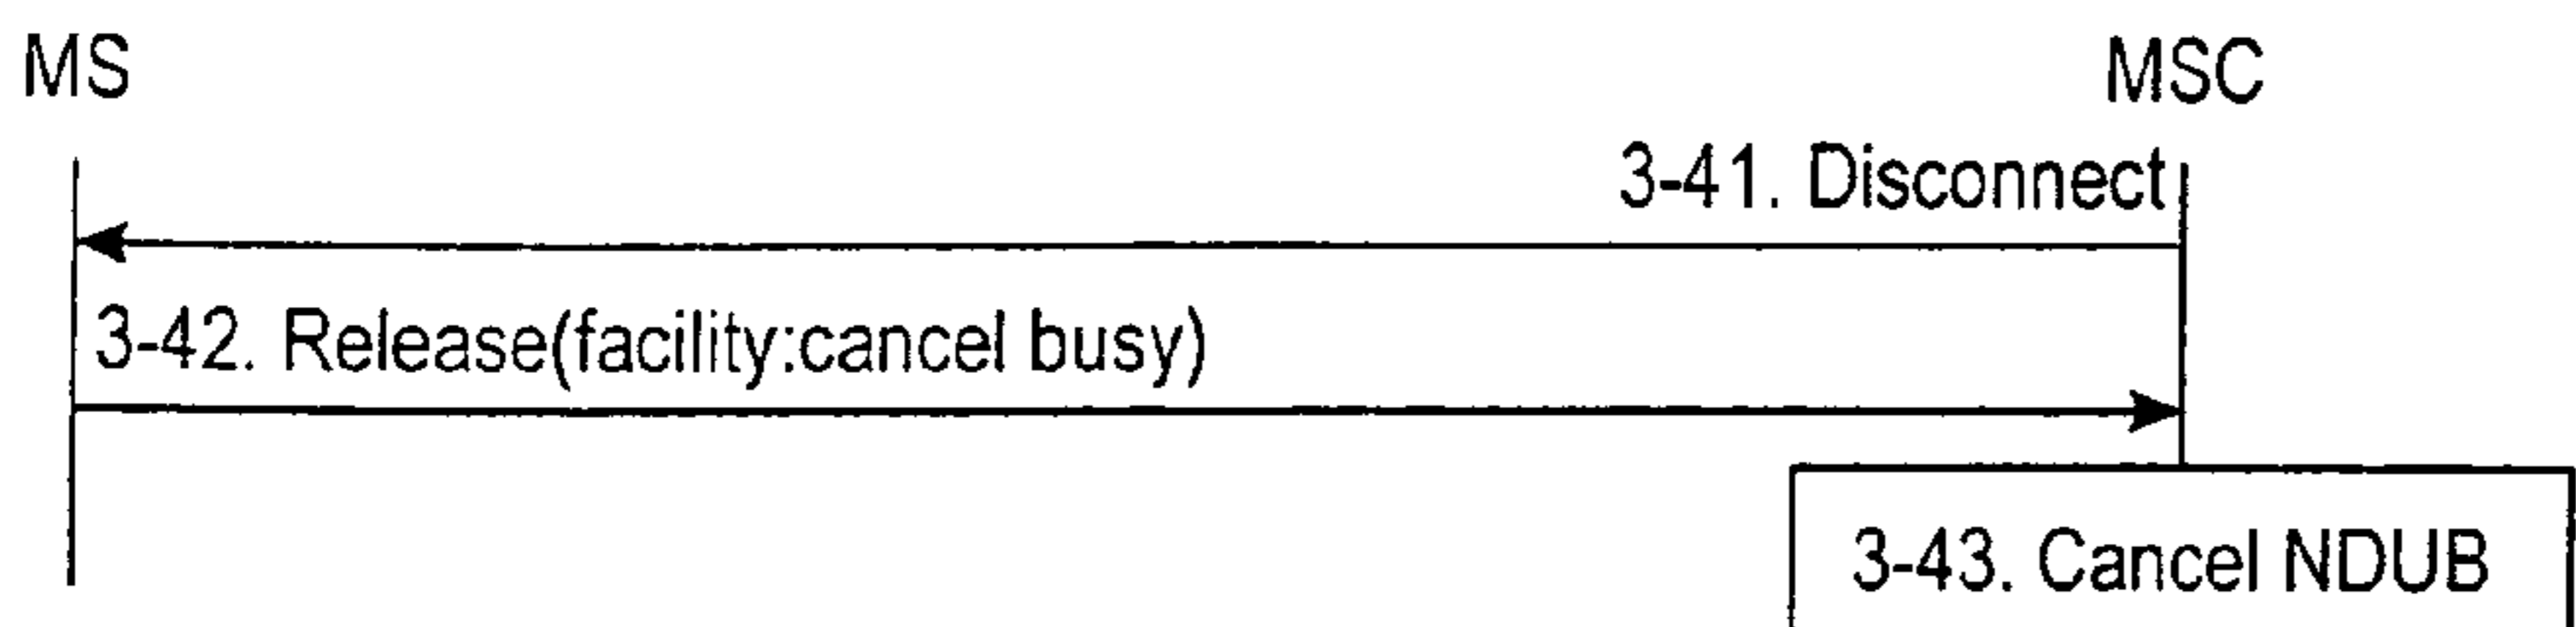 MS
MSC
3-41. Disconnect
3-42. Release(facility:cancel busy)
3-43. Cancel NDUB